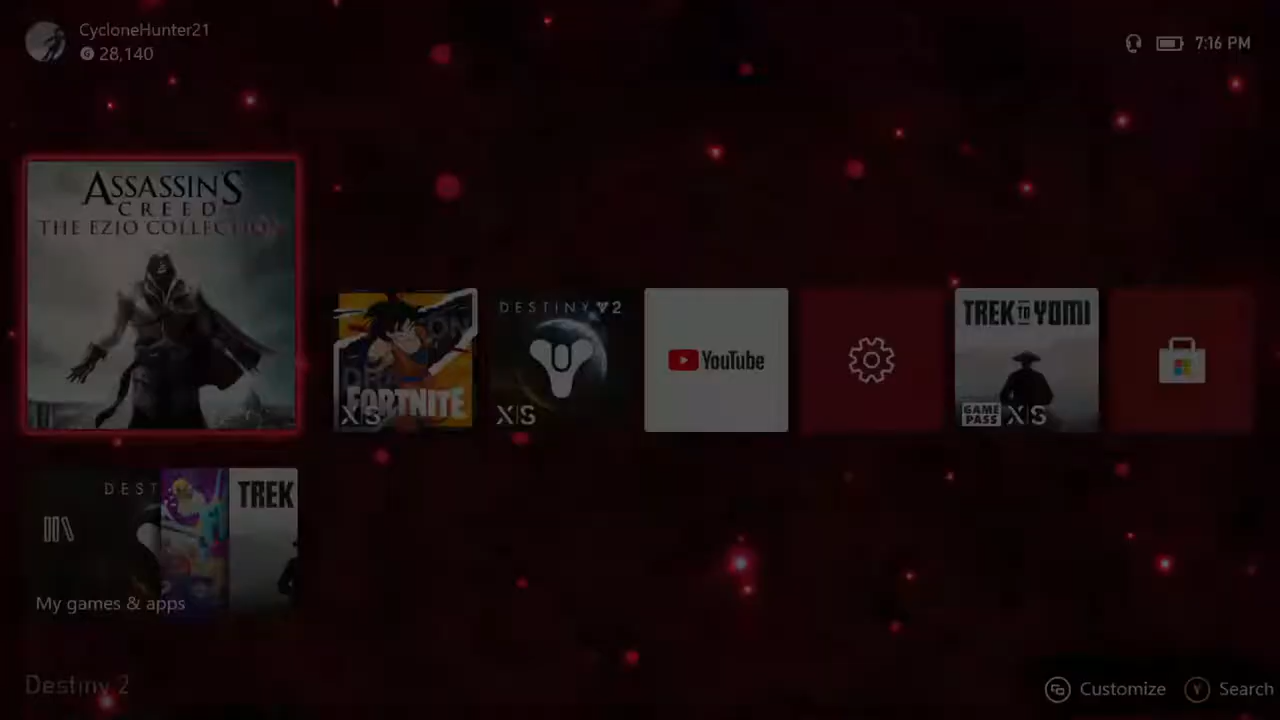 CycloneHunter21
G 28,140
7:16 PM
ASSASSIN'S
CREED
THE EZIO COLLECTION
FORTNITE
X|S
DESTINY 2
X|S
YouTube
TREK TO YOMI
GAME
PASS
X|S
DEST
TREK
My games & apps
Destiny 2
Customize
Y
Search